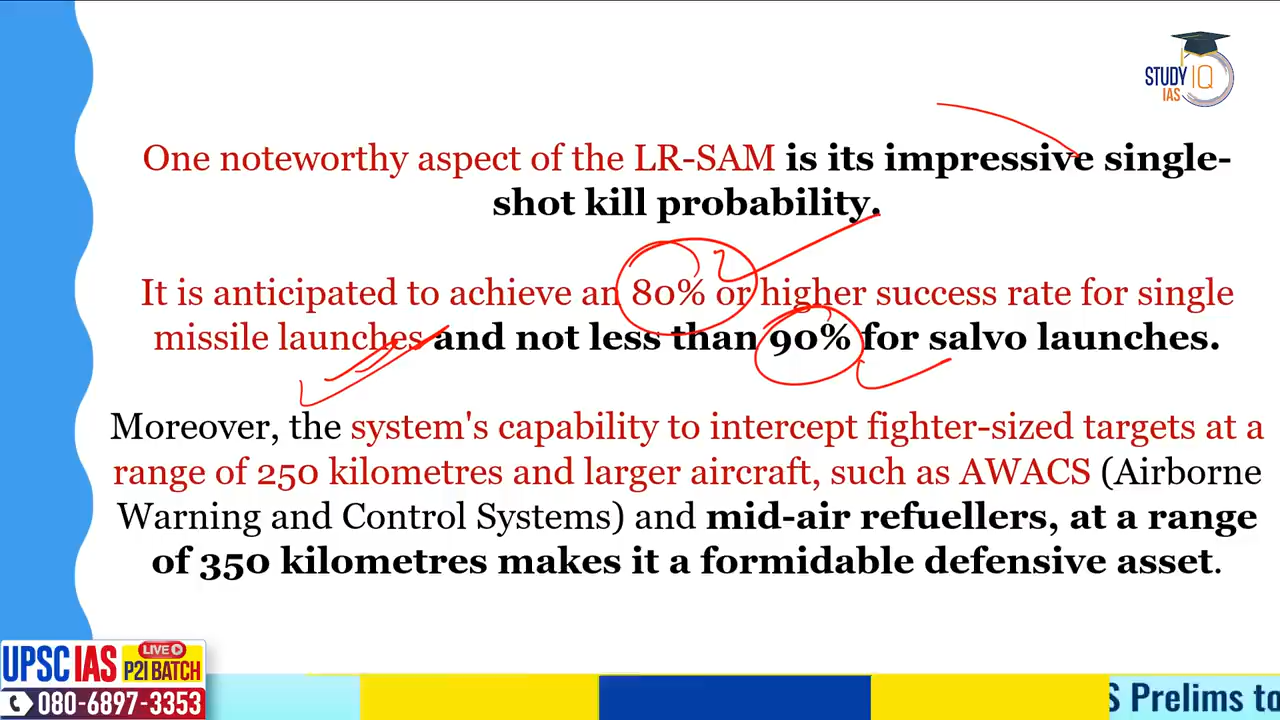 STUDY IQ
IAS
One noteworthy aspect of the LR-SAM is its impressive single-
shot kill probability.
It is anticipated to achieve an 80% or higher success rate for single
missile launches and not less than 90% for salvo launches.
Moreover, the system's capability to intercept fighter-sized targets at a
range of 250 kilometres and larger aircraft, such as AWACS (Airborne
Warning and Control Systems) and mid-air refuellers, at a range
of 350 kilometres makes it a formidable defensive asset.
UPSC IAS LIVE P2I BATCH
080-6897-3353
S Prelims to